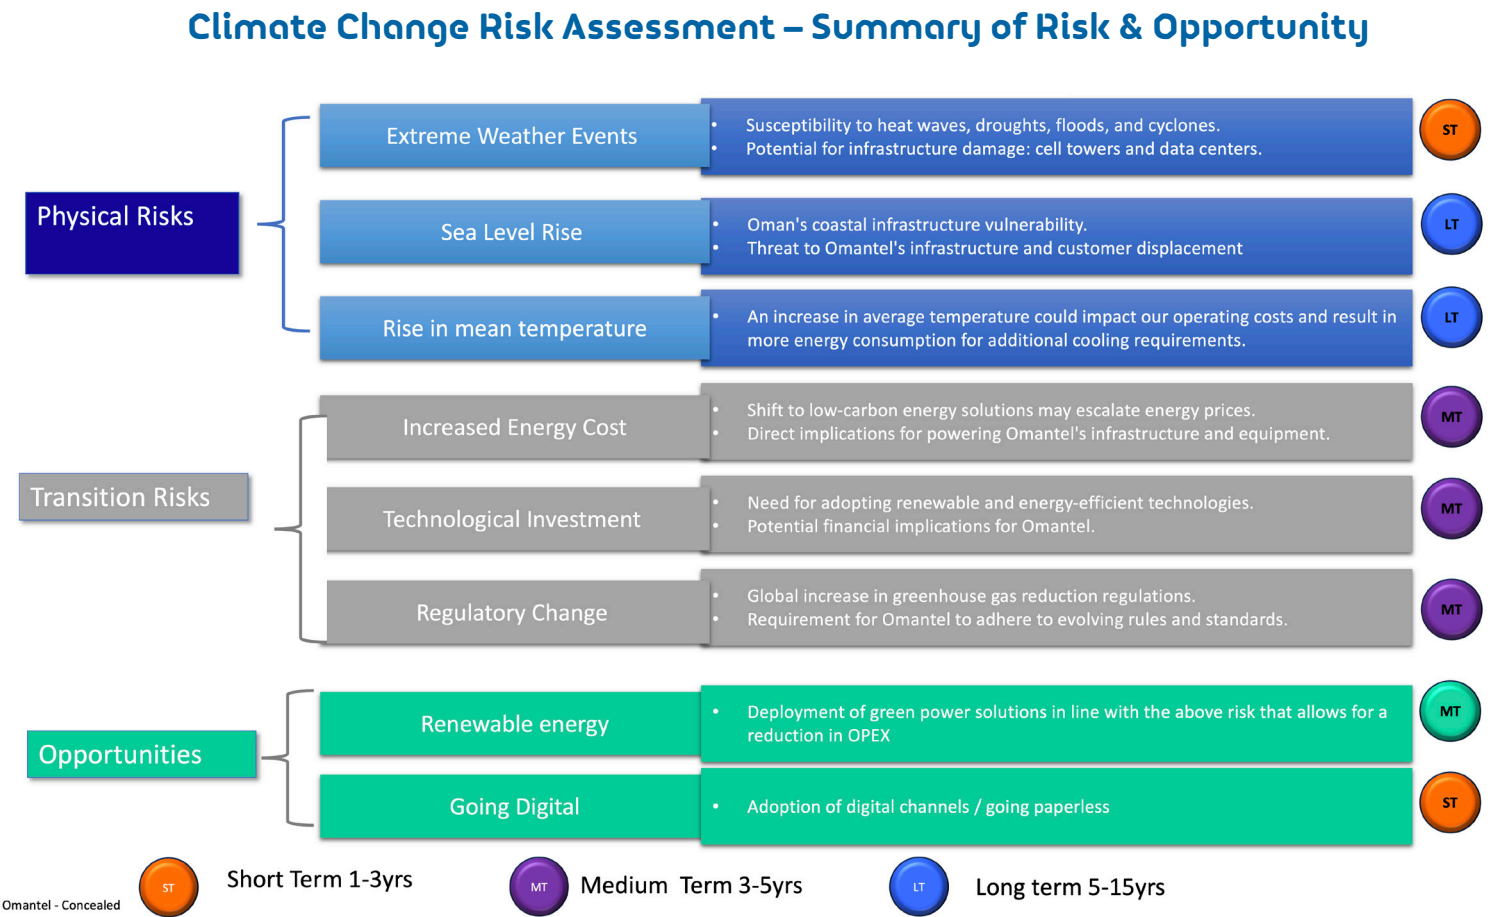 Climate Change Risk Assessment – Summary of Risk & Opportunity
Physical Risks
Extreme Weather Events
• Susceptibility to heat waves, droughts, floods, and cyclones.
• Potential for infrastructure damage: cell towers and data centers.
ST
Sea Level Rise
• Oman's coastal infrastructure vulnerability.
• Threat to Omantel's infrastructure and customer displacement
LT
Rise in mean temperature
• An increase in average temperature could impact our operating costs and result in
more energy consumption for additional cooling requirements.
LT
Transition Risks
Increased Energy Cost
• Shift to low-carbon energy solutions may escalate energy prices.
• Direct implications for powering Omantel's infrastructure and equipment.
MT
Technological Investment
• Need for adopting renewable and energy-efficient technologies.
• Potential financial implications for Omantel.
MT
Regulatory Change
• Global increase in greenhouse gas reduction regulations.
• Requirement for Omantel to adhere to evolving rules and standards.
MT
Opportunities
Renewable energy
• Deployment of green power solutions in line with the above risk that allows for a
reduction in OPEX
MT
Going Digital
• Adoption of digital channels / going paperless
ST
ST Short Term 1-3yrs
MT Medium Term 3-5yrs
LT Long term 5-15yrs
Omantel - Concealed